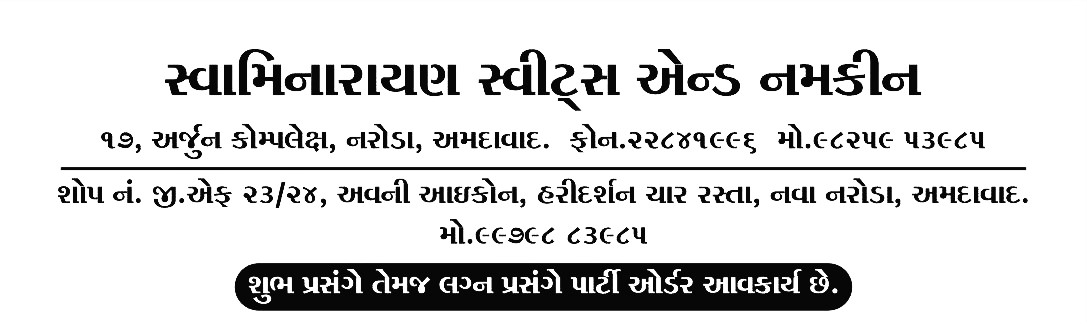 સ્વામિનારાયણ સ્વીટ્સ એન્ડ નમકીન
૧૭, અર્જુન કોમ્પલેક્ષ, નરોડા, અમદાવાદ. ફોન.૨૨૮૪૧૯૯૬ મો.૯૮૨૫૯ ૫૩૯૮૫
શોપ નં. જી.એફ ૨૩/૨૪, અવની આઇકોન, હરીદર્શન ચાર રસ્તા, નવા નરોડા, અમદાવાદ.
મો.૯૯૭૯૮ ૮૩૯૮૫
શુભ પ્રસંગે તેમજ લગ્ન પ્રસંગે પાર્ટી ઓર્ડર આવકાર્ય છે.